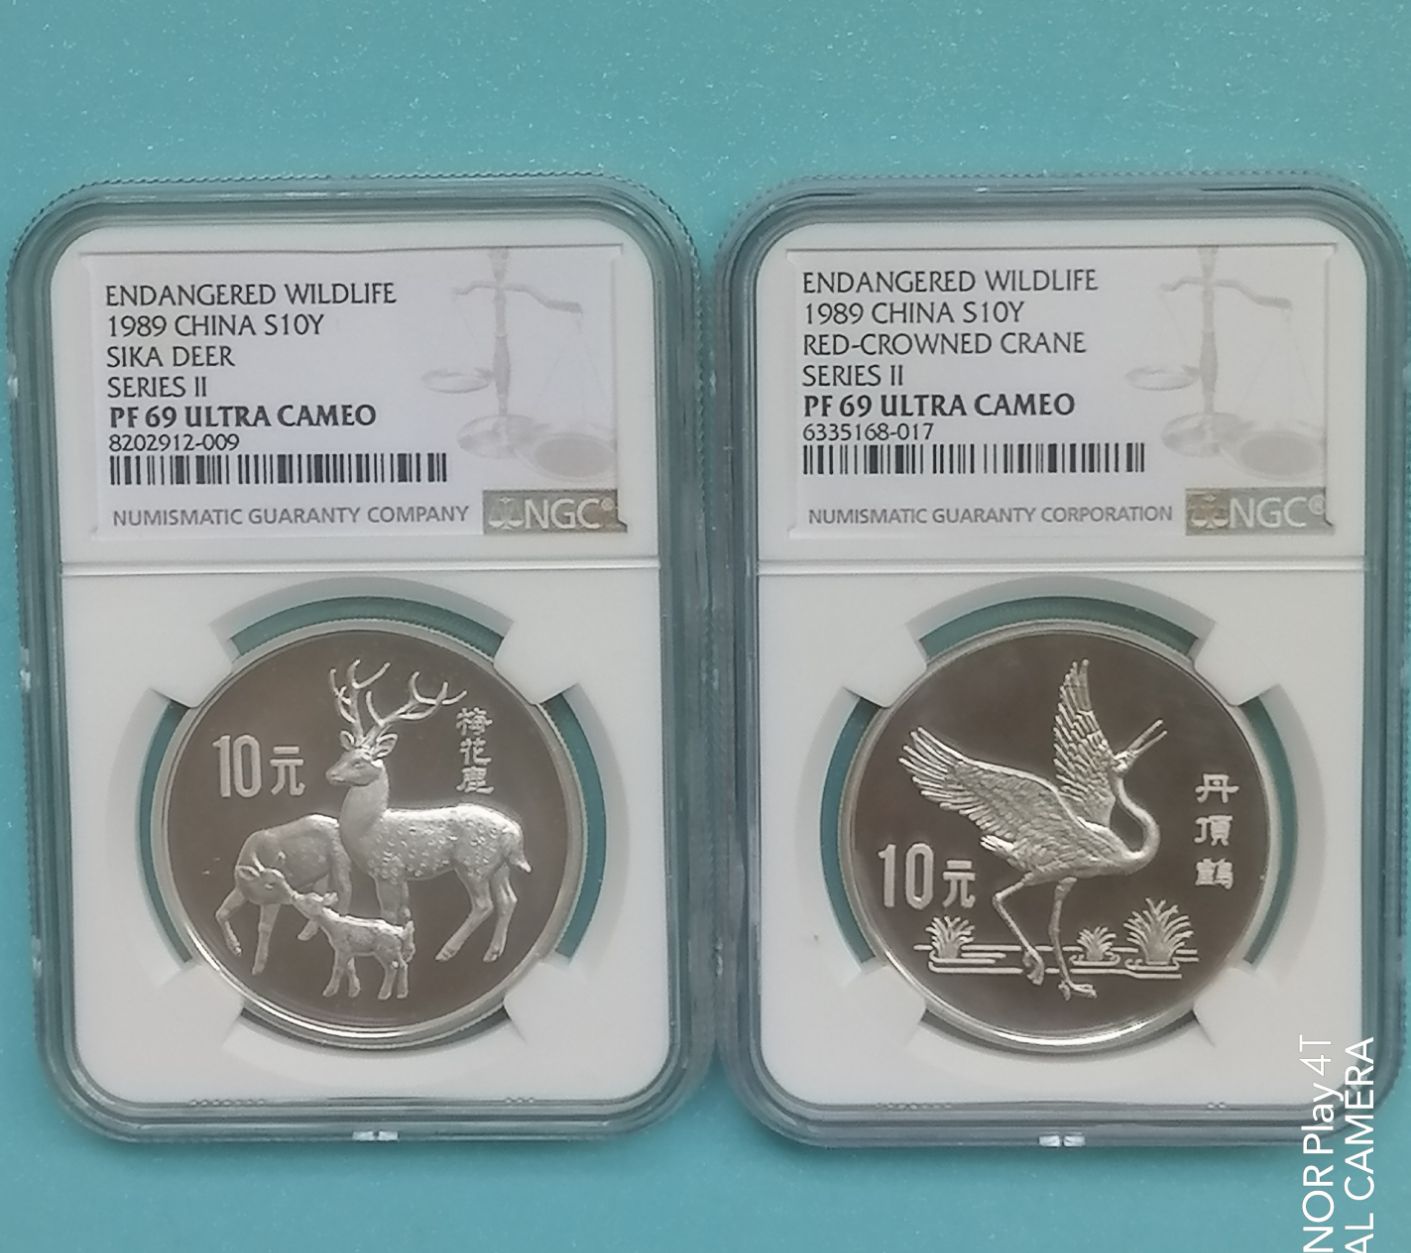 ENDANGERED WILDLIFE
1989 CHINA S10Y
SIKA DEER
SERIES II
PF 69 ULTRA CAMEO
8202912-009
NUMISMATIC GUARANTY COMPANY
NGC®
10元
梅花鹿
ENDANGERED WILDLIFE
1989 CHINA S10Y
RED-CROWNED CRANE
SERIES II
PF 69 ULTRA CAMEO
6335168-017
NUMISMATIC GUARANTY CORPORATION
NGC®
10元
丹頂鶴
NOR Play4T
AL CAMERA